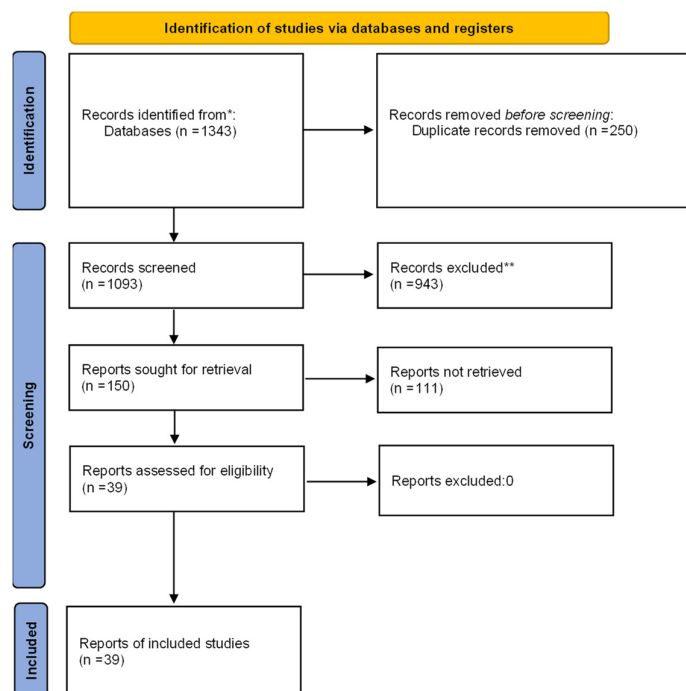 Identification of studies via databases and registers
Identification
Records identified from*:
Databases (n =1343)
Records removed before screening:
Duplicate records removed (n =250)
Screening
Records screened
(n =1093)
Records excluded**
(n =943)
Reports sought for retrieval
(n =150)
Reports not retrieved
(n =111)
Reports assessed for eligibility
(n =39)
Reports excluded:0
Included
Reports of included studies
(n =39)